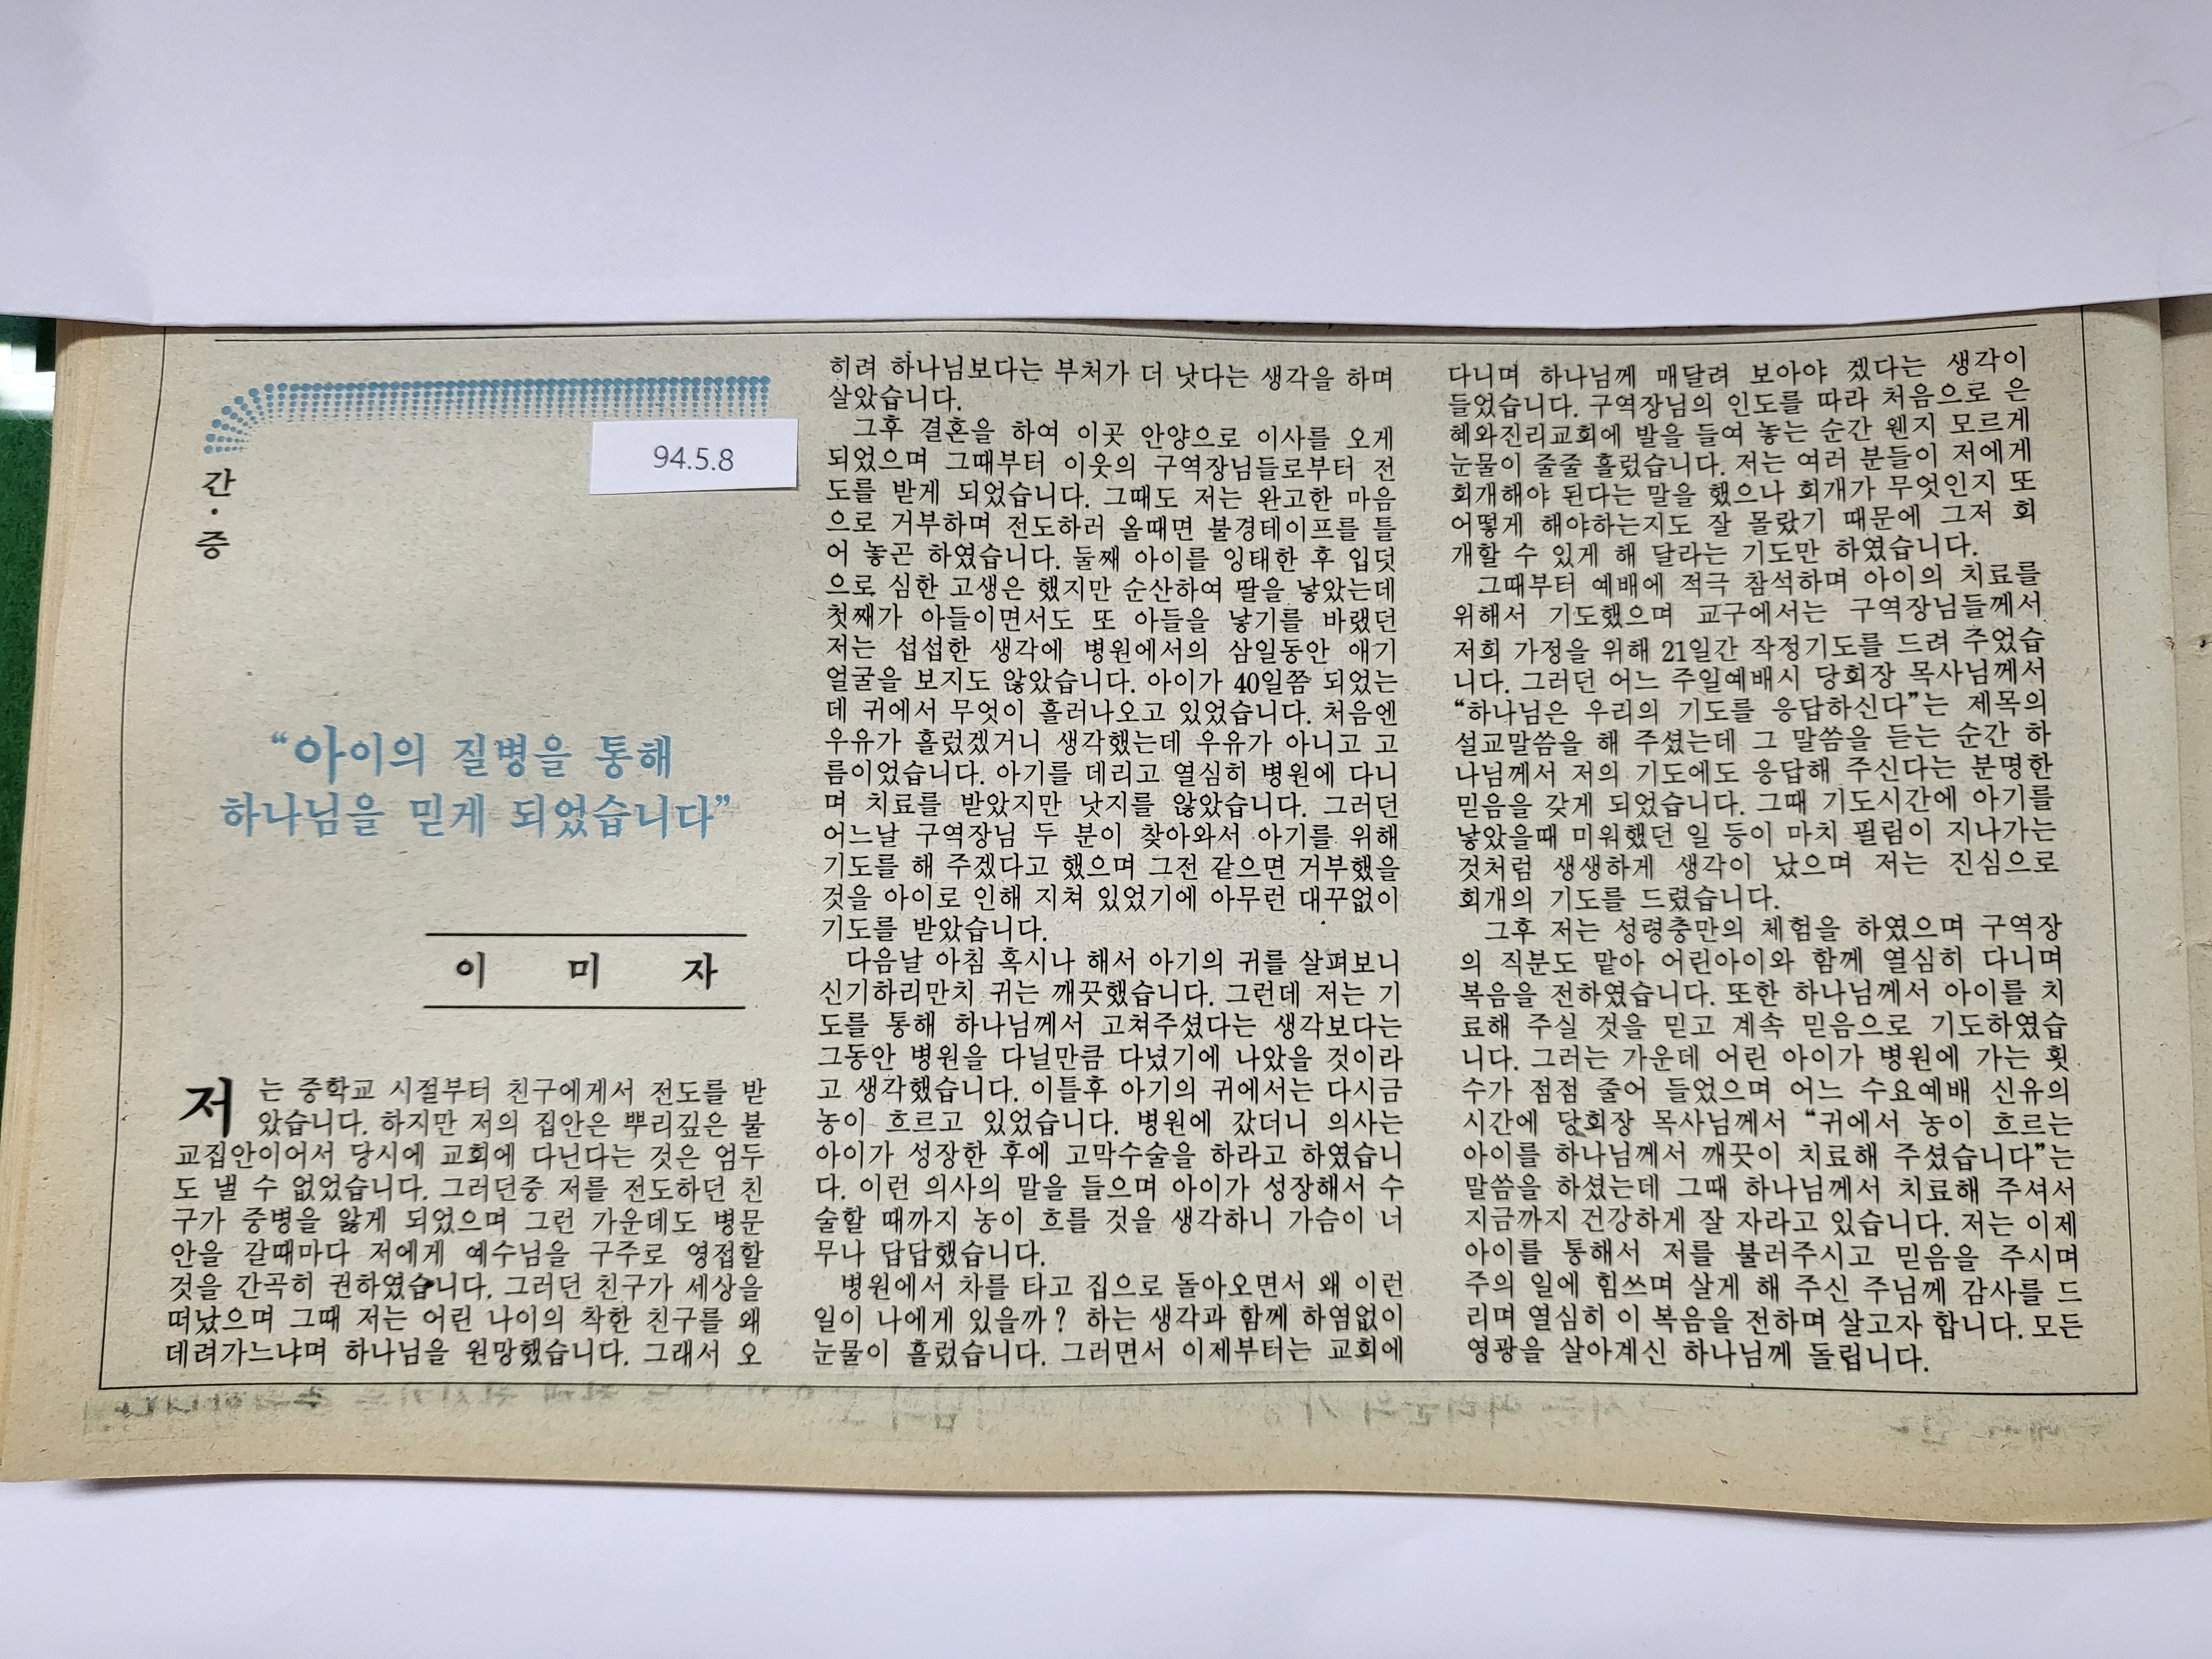 간·증
94.5.8
“아이의 질병을 통해
하나님을 믿게 되었습니다”
이 미 자
저는 중학교 시절부터 친구에게서 전도를 받
았습니다. 하지만 저의 집안은 뿌리깊은 불
교집안이어서 당시에 교회에 다닌다는 것은 엄두
도 낼 수 없었습니다. 그러던중 저를 전도하던 친
구가 중병을 앓게 되었으며 그런 가운데도 병문
안을 갈때마다 저에게 예수님을 구주로 영접할
것을 간곡히 권하였습니다. 그러던 친구가 세상을
떠났으며 그때 저는 어린 나이의 착한 친구를 왜
데려가느냐며 하나님을 원망했습니다. 그래서 오
히려 하나님보다는 부처가 더 낫다는 생각을 하며
살았습니다.
그후 결혼을 하여 이곳 안양으로 이사를 오게
되었으며 그때부터 이웃의 구역장님들로부터 전
도를 받게 되었습니다. 그때도 저는 완고한 마음
으로 거부하며 전도하러 올때면 불경테이프를 틀
어 놓곤 하였습니다. 둘째 아이를 잉태한 후 입덧
으로 심한 고생은 했지만 순산하여 딸을 낳았는데
첫째가 아들이면서도 또 아들을 낳기를 바랬던
저는 섭섭한 생각에 병원에서의 삼일동안 애기
얼굴을 보지도 않았습니다. 아이가 40일쯤 되었는
데 귀에서 무엇이 흘러나오고 있었습니다. 처음엔
우유가 흘렀겠거니 생각했는데 우유가 아니고 고
름이었습니다. 아기를 데리고 열심히 병원에 다니
며 치료를 받았지만 낫지를 않았습니다. 그러던
어느날 구역장님 두 분이 찾아와서 아기를 위해
기도를 해 주겠다고 했으며 그전 같으면 거부했을
것을 아이로 인해 지쳐 있었기에 아무런 대꾸없이
기도를 받았습니다.
다음날 아침 혹시나 해서 아기의 귀를 살펴보니
신기하리만치 귀는 깨끗했습니다. 그런데 저는 기
도를 통해 하나님께서 고쳐주셨다는 생각보다는
그동안 병원을 다닐만큼 다녔기에 나았을 것이라
고 생각했습니다. 이틀후 아기의 귀에서는 다시금
농이 흐르고 있었습니다. 병원에 갔더니 의사는
아이가 성장한 후에 고막수술을 하라고 하였습니
다. 이런 의사의 말을 들으며 아이가 성장해서 수
술할 때까지 농이 흐를 것을 생각하니 가슴이 너
무나 답답했습니다.
병원에서 차를 타고 집으로 돌아오면서 왜 이런
일이 나에게 있을까? 하는 생각과 함께 하염없이
눈물이 흘렀습니다. 그러면서 이제부터는 교회에
다니며 하나님께 매달려 보아야 겠다는 생각이
들었습니다. 구역장님의 인도를 따라 처음으로 은
혜와진리교회에 발을 들여 놓는 순간 웬지 모르게
눈물이 줄줄 흘렀습니다. 저는 여러 분들이 저에게
회개해야 된다는 말을 했으나 회개가 무엇인지 또
어떻게 해야하는지도 잘 몰랐기 때문에 그저 회
개할 수 있게 해 달라는 기도만 하였습니다.
그때부터 예배에 적극 참석하며 아이의 치료를
위해서 기도했으며 교구에서는 구역장님들께서
저희 가정을 위해 21일간 작정기도를 드려 주었습
니다. 그러던 어느 주일예배시 당회장 목사님께서
“하나님은 우리의 기도를 응답하신다”는 제목의
설교말씀을 해 주셨는데 그 말씀을 듣는 순간 하
나님께서 저의 기도에도 응답해 주신다는 분명한
믿음을 갖게 되었습니다. 그때 기도시간에 아기를
낳았을때 미워했던 일 등이 마치 필림이 지나가는
것처럼 생생하게 생각이 났으며 저는 진심으로
회개의 기도를 드렸습니다.
그후 저는 성령충만의 체험을 하였으며 구역장
의 직분도 맡아 어린아이와 함께 열심히 다니며
복음을 전하였습니다. 또한 하나님께서 아이를 치
료해 주실 것을 믿고 계속 믿음으로 기도하였습
니다. 그러는 가운데 어린 아이가 병원에 가는 횟
수가 점점 줄어 들었으며 어느 수요예배 신유의
시간에 당회장 목사님께서 “귀에서 농이 흐르는
아이를 하나님께서 깨끗이 치료해 주셨습니다”는
말씀을 하셨는데 그때 하나님께서 치료해 주셔서
지금까지 건강하게 잘 자라고 있습니다. 저는 이제
아이를 통해서 저를 불러주시고 믿음을 주시며
주의 일에 힘쓰며 살게 해 주신 주님께 감사를 드
리며 열심히 이 복음을 전하며 살고자 합니다. 모든
영광을 살아계신 하나님께 돌립니다.